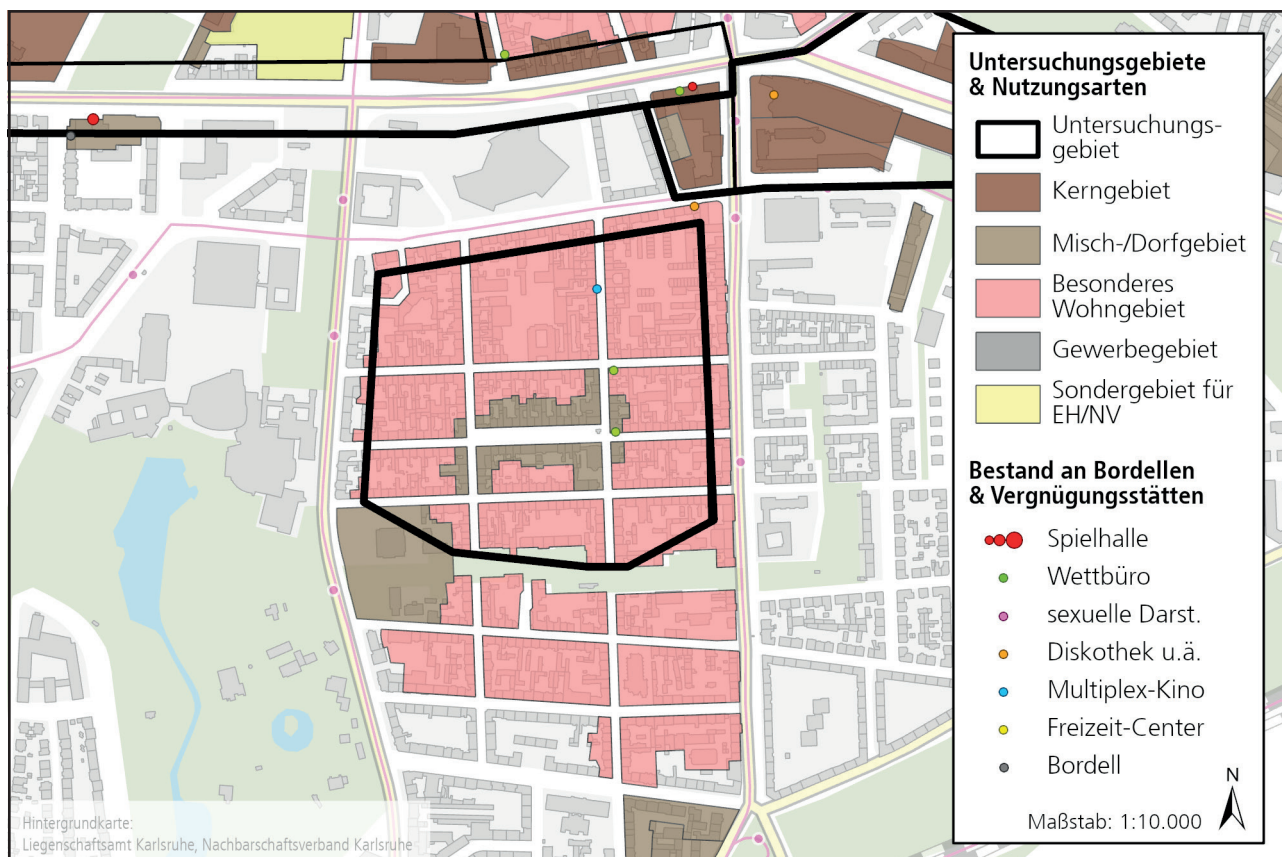 Untersuchungsgebiete
& Nutzungsarten
Untersuchungs-
gebiet
Kerngebiet
Misch-/Dorfgebiet
Besonderes
Wohngebiet
Gewerbegebiet
Sondergebiet für
EH/NV
Bestand an Bordellen
& Vergnügungsstätten
Spielhalle
Wettbüro
sexuelle Darst.
Diskothek u.ä.
Multiplex-Kino
Freizeit-Center
Bordell
N
Maßstab: 1:10.000
Hintergrundkarte:
Liegenschaftsamt Karlsruhe, Nachbarschaftsverband Karlsruhe